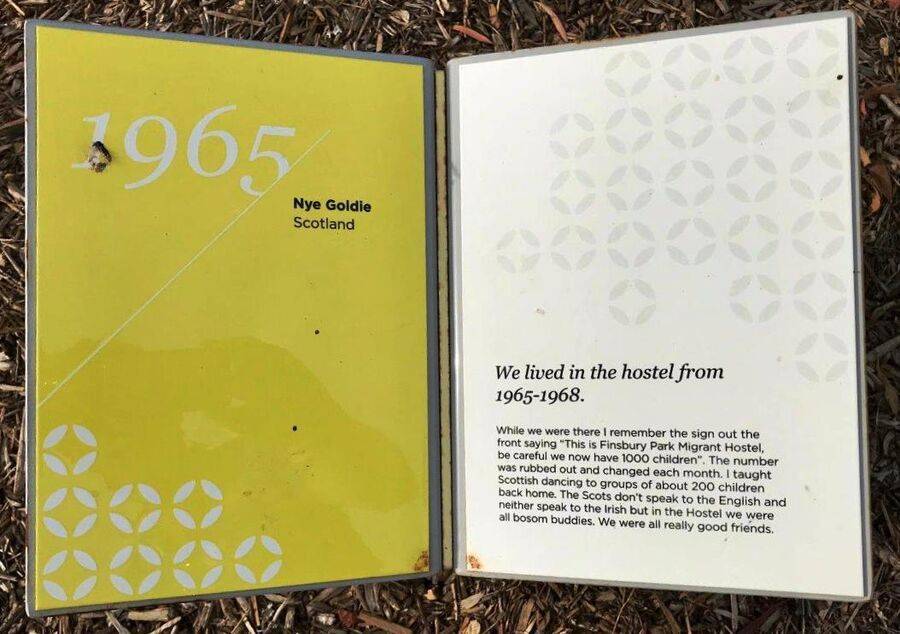 1965
Nye Goldie
Scotland
We lived in the hostel from
1965-1968.
While we were there I remember the sign out the
front saying "This is Finsbury Park Migrant Hostel,
be careful we now have 1000 children". The number
was rubbed out and changed each month. I taught
Scottish dancing to groups of about 200 children
back home. The Scots don't speak to the English and
neither speak to the Irish but in the Hostel we were
all bosom buddies. We were all really good friends.